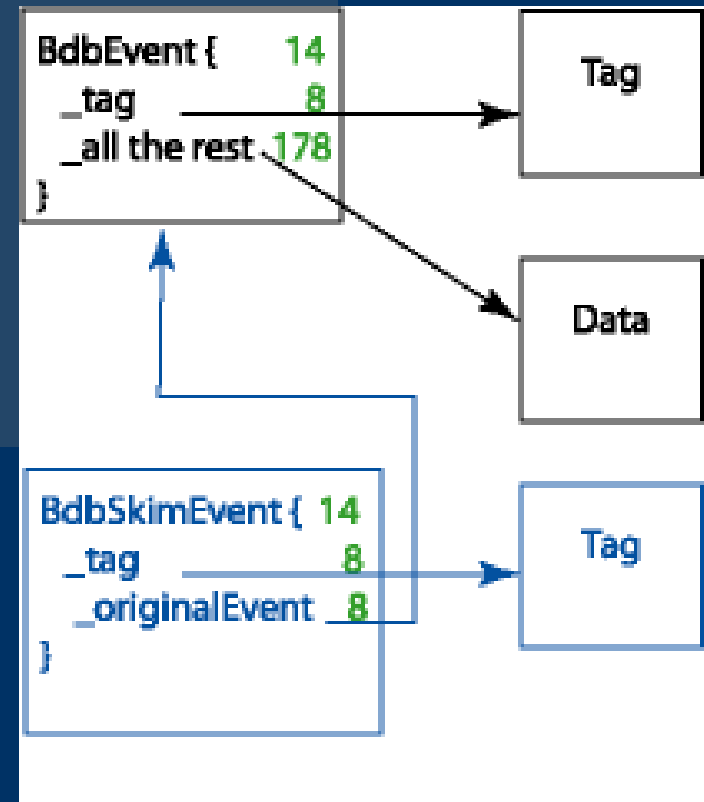 BdbEvent { 14
_tag 8
_all the rest 178
}
Tag
Data
BdbSkimEvent { 14
_tag 8
_originalEvent 8
}
Tag